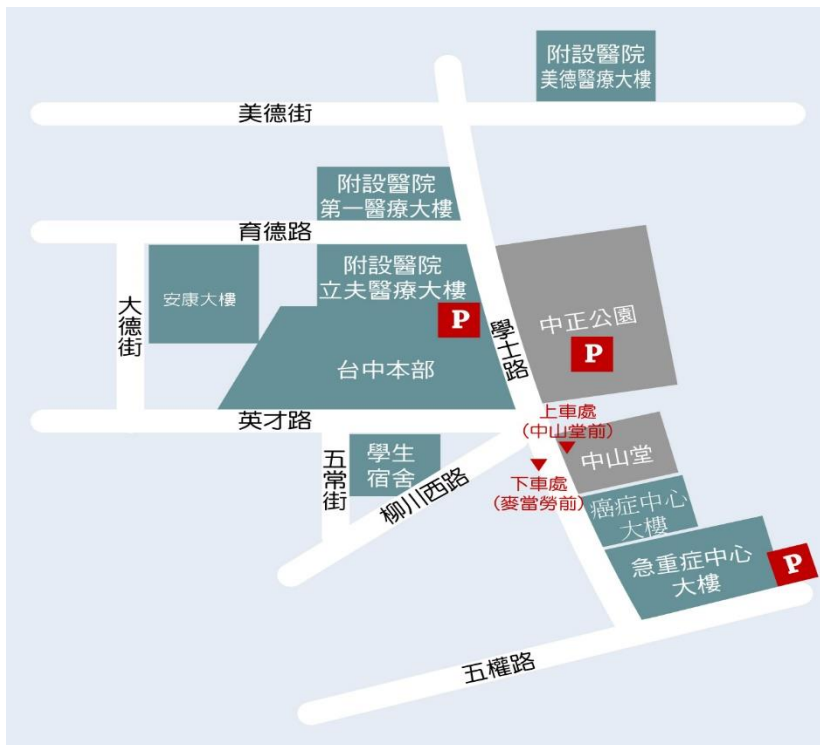 附設醫院
美德醫療大樓
美德街
附設醫院
第一醫療大樓
育德路
大德街
安康大樓
附設醫院
立夫醫療大樓
P
學士路
中正公園
P
台中本部
英才路
上車處
(中山堂前)
五常街
學生
宿舍
柳川西路
中山堂
下車處
(麥當勞前)
癌症中心
大樓
急重症中心
大樓
P
五權路